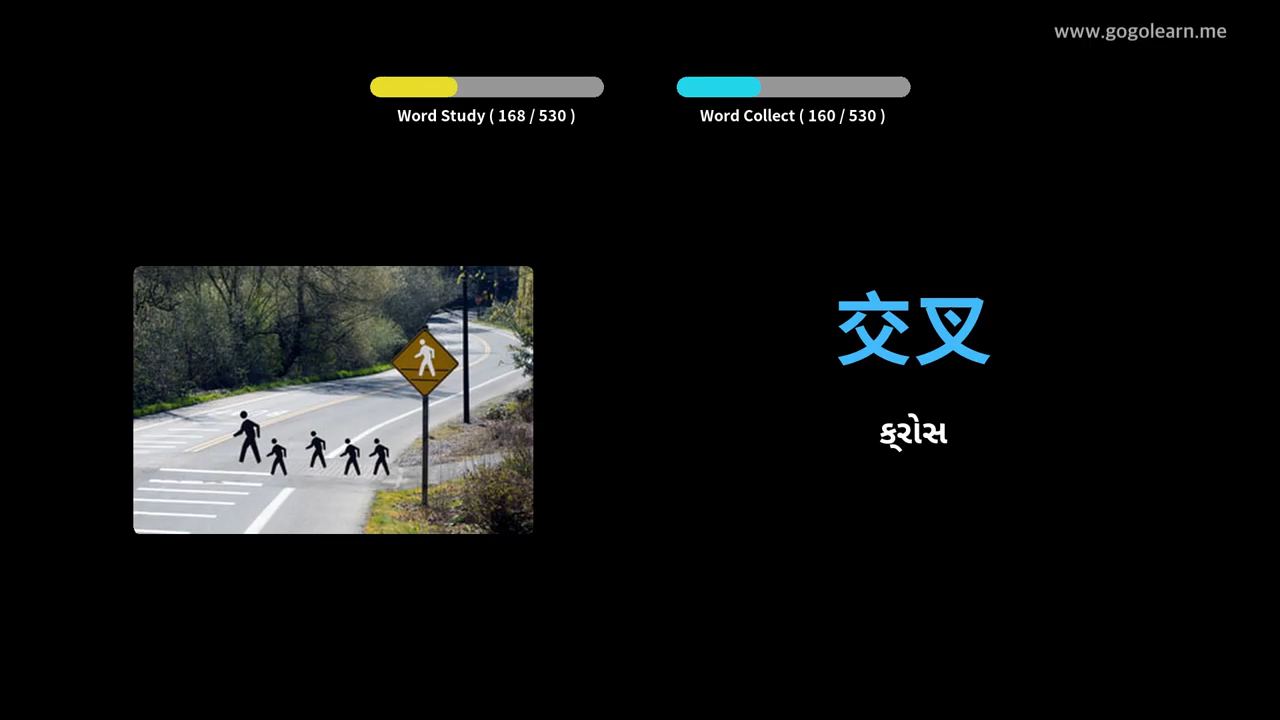 www.gogolearn.me
Word Study ( 168 / 530 )
Word Collect ( 160 / 530 )
交叉
ક્રોસ